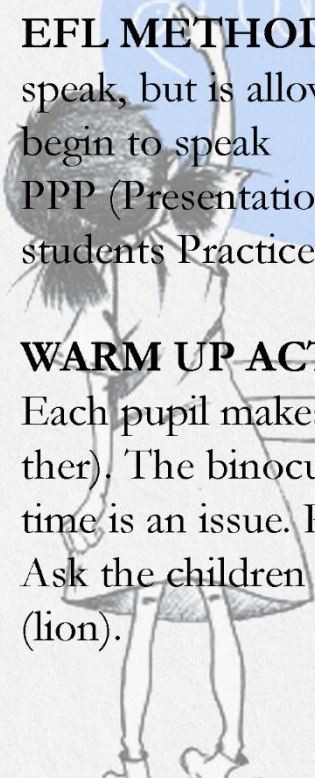 EFL METHOD
speak, but is allow
begin to speak
PPP (Presentatio
students Practice

WARM UP ACT
Each pupil makes
ther). The binocu
time is an issue. P
Ask the children
(lion).